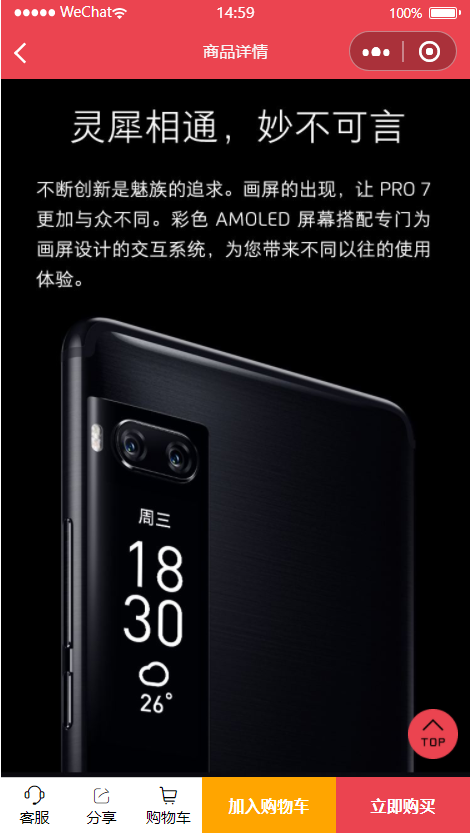 WeChat 14:59 100%
商品详情
灵犀相通，妙不可言
不断创新是魅族的追求。画屏的出现，让 PRO 7
更加与众不同。彩色 AMOLED 屏幕搭配专门为
画屏设计的交互系统，为您带来不同以往的使用
体验。
周三
18
30
26°
TOP
客服 分享 购物车 加入购物车 立即购买